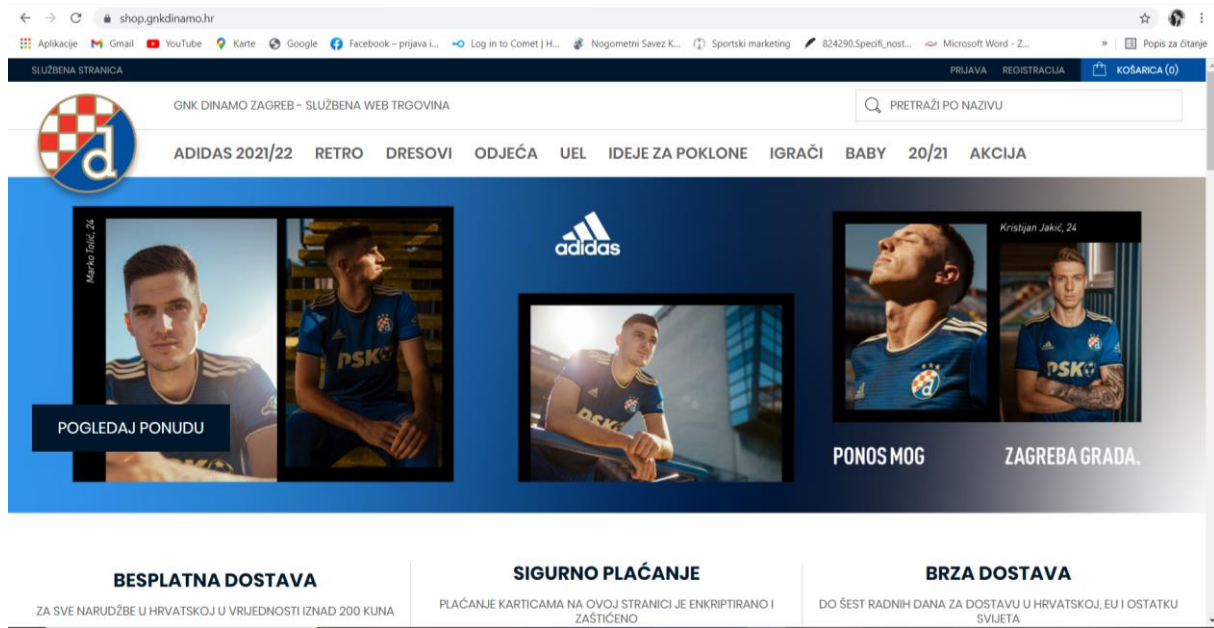 shop.gnkdinamo.hr
Aplikacije Gmail YouTube Karte Google Facebook – prijava i... Log in to Comet | H... Nogometni Savez K... Sportski marketing 824290.Specifi_nost... Microsoft Word - Z... » Popis za čitanje
SLUŽBENA STRANICA PRIJAVA REGISTRACIJA KOŠARICA (0)
GNK DINAMO ZAGREB - SLUŽBENA WEB TRGOVINA PRETRAŽI PO NAZIVU
ADIDAS 2021/22 RETRO DRESOVI ODJEĆA UEL IDEJE ZA POKLONE IGRAČI BABY 20/21 AKCIJA
d
Marko Tolić, 24
adidas
Kristijan Jakić, 24
PSK
PSK
POGLEDAJ PONUDU
PONOS MOG ZAGREBA GRADA.
BESPLATNA DOSTAVA
ZA SVE NARUDŽBE U HRVATSKOJ U VRIJEDNOSTI IZNAD 200 KUNA
SIGURNO PLAĆANJE
PLAĆANJE KARTICAMA NA OVOJ STRANICI JE ENKRIPTIRANO I
ZAŠTIĆENO
BRZA DOSTAVA
DO ŠEST RADNIH DANA ZA DOSTAVU U HRVATSKOJ, EU I OSTATKU
SVIJETA